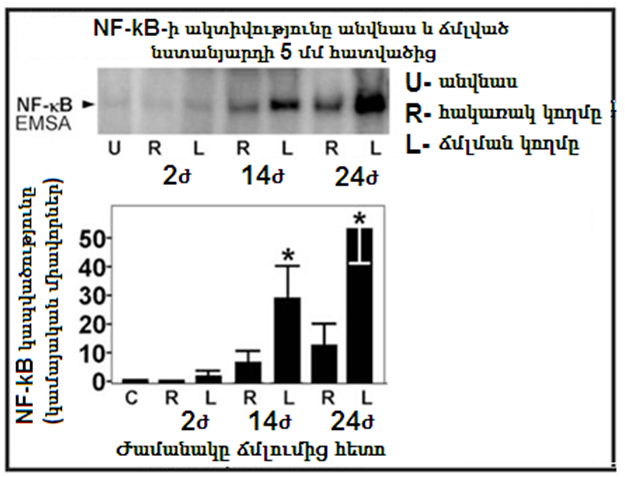 NF-kB-ի ակտիվությունը անվնաս և ճմլված
նստանյարդի 5 մմ հատվածից
NF-κB
EMSA
U- անվնաս
R- հակառակ կողմը
L- ճմլման կողմը
U R L R L R L
2ժ 14ժ 24ժ
NF-kB կապվածությունը
(կամայական միավորներ)
50
40
30
20
10
0
* *
C R L R L R L
2ժ 14ժ 24ժ
Ժամանակը ճմլումից հետո